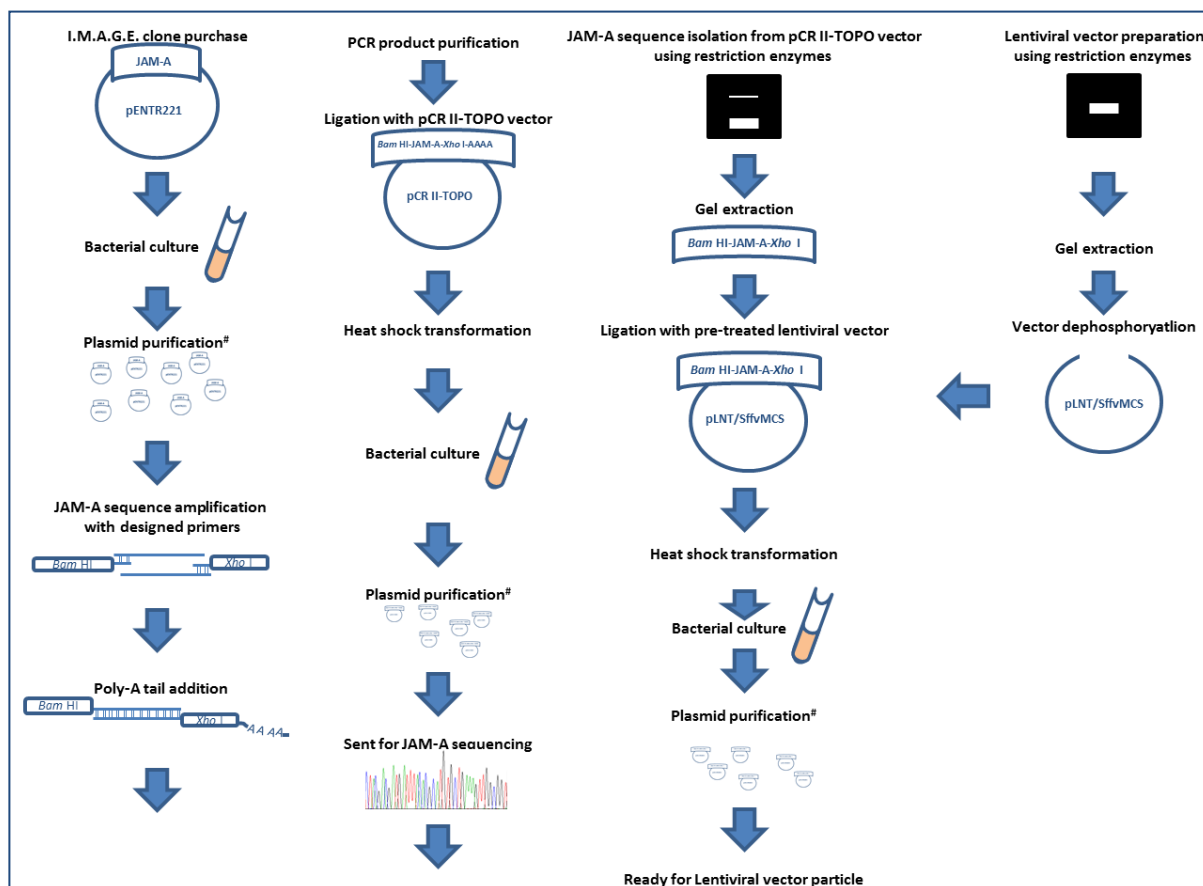 I.M.A.G.E. clone purchase
JAM-A
pENTR221
Bacterial culture
Plasmid purification#
JAM-A sequence amplification
with designed primers
Bam HI
Xho I
Poly-A tail addition
Bam HI
Xho I
AA AA
PCR product purification
Ligation with pCR II-TOPO vector
Bam HI-JAM-A-Xho I-AAAA
pCR II-TOPO
Heat shock transformation
Bacterial culture
Plasmid purification#
Sent for JAM-A sequencing
JAM-A sequence isolation from pCR II-TOPO vector
using restriction enzymes
Gel extraction
Bam HI-JAM-A-Xho I
Ligation with pre-treated lentiviral vector
Bam HI-JAM-A-Xho I
pLNT/SffvMCS
Heat shock transformation
Bacterial culture
Plasmid purification#
Ready for Lentiviral vector particle
Lentiviral vector preparation
using restriction enzymes
Gel extraction
Vector dephosphoryatlion
pLNT/SffvMCS